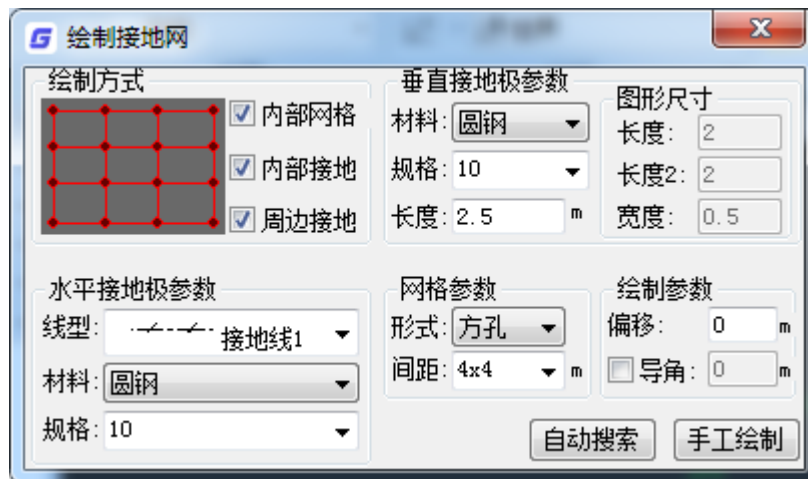 绘制接地网
绘制方式
内部网格
内部接地
周边接地
垂直接地极参数
材料: 圆钢
规格: 10
长度: 2.5 m
图形尺寸
长度: 2
长度2: 2
宽度: 0.5
水平接地极参数
线型: 接地线1
材料: 圆钢
规格: 10
网格参数
形式: 方孔
间距: 4x4 m
绘制参数
偏移: 0 m
导角: 0 m
自动搜索 手工绘制